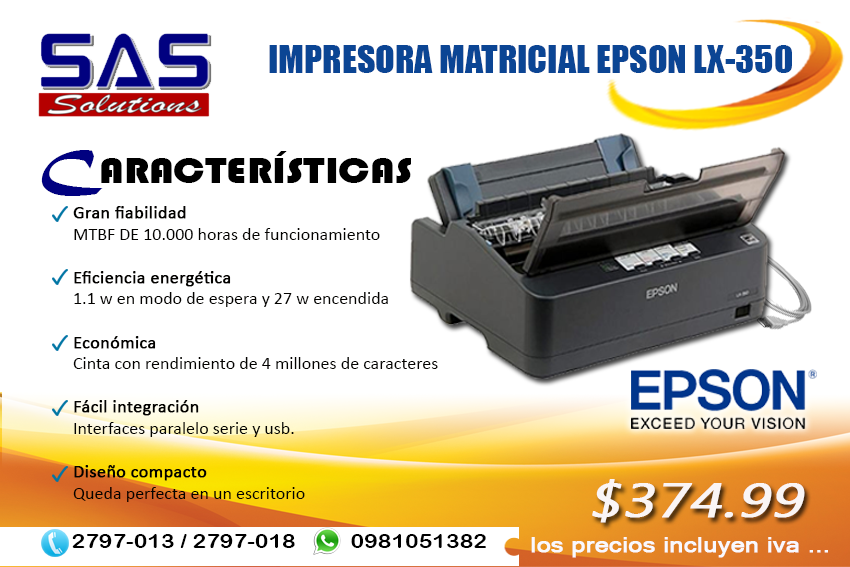 SAS
Solutions
IMPRESORA MATRICIAL EPSON LX-350
CARACTERÍSTICAS
Gran fiabilidad
MTBF DE 10.000 horas de funcionamiento
Eficiencia energética
1.1 w en modo de espera y 27 w encendida
Económica
Cinta con rendimiento de 4 millones de caracteres
Fácil integración
Interfaces paralelo serie y usb.
Diseño compacto
Queda perfecta en un escritorio
EPSON
EPSON®
EXCEED YOUR VISION
$374.99
los precios incluyen iva ...
2797-013 / 2797-018 0981051382